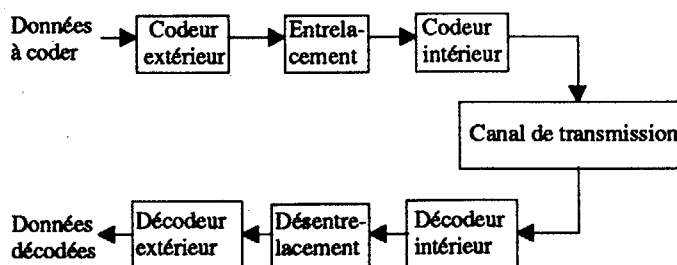 Données
à coder
Codeur
extérieur
Entrela-
cement
Codeur
intérieur
Canal de transmission
Données
décodées
Décodeur
extérieur
Désentre-
lacement
Décodeur
intérieur